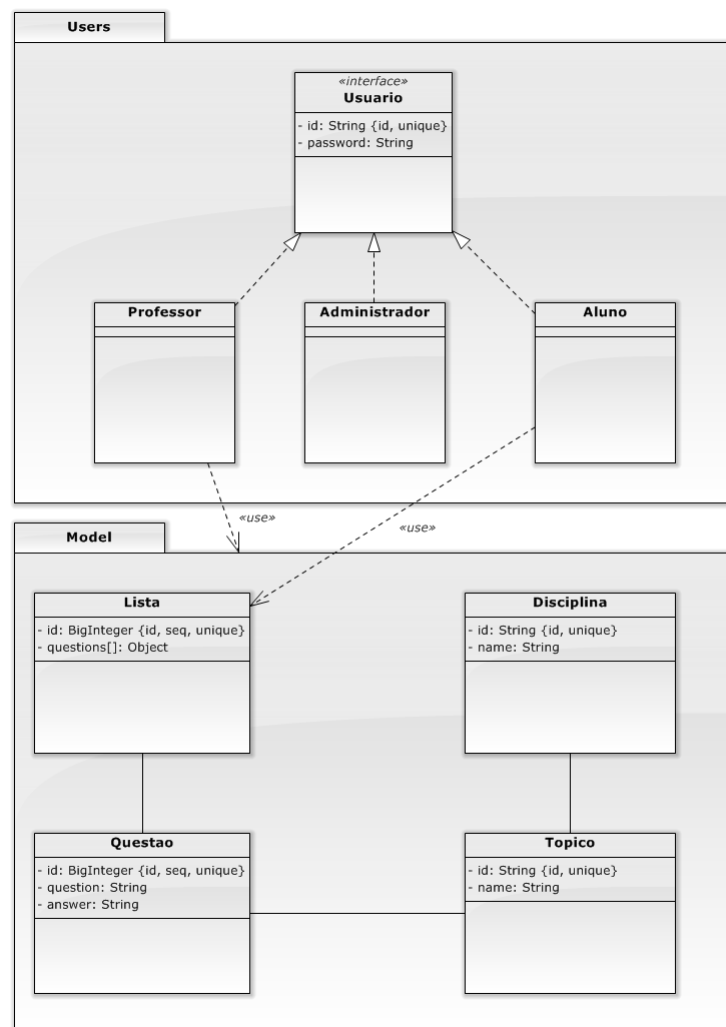 Users
«interface»
Usuario
- id: String {id, unique}
- password: String
Professor
Administrador
Aluno
«use»
«use»
Model
Lista
- id: BigInteger {id, seq, unique}
- questions[]: Object
Disciplina
- id: String {id, unique}
- name: String
Questao
- id: BigInteger {id, seq, unique}
- question: String
- answer: String
Topico
- id: String {id, unique}
- name: String